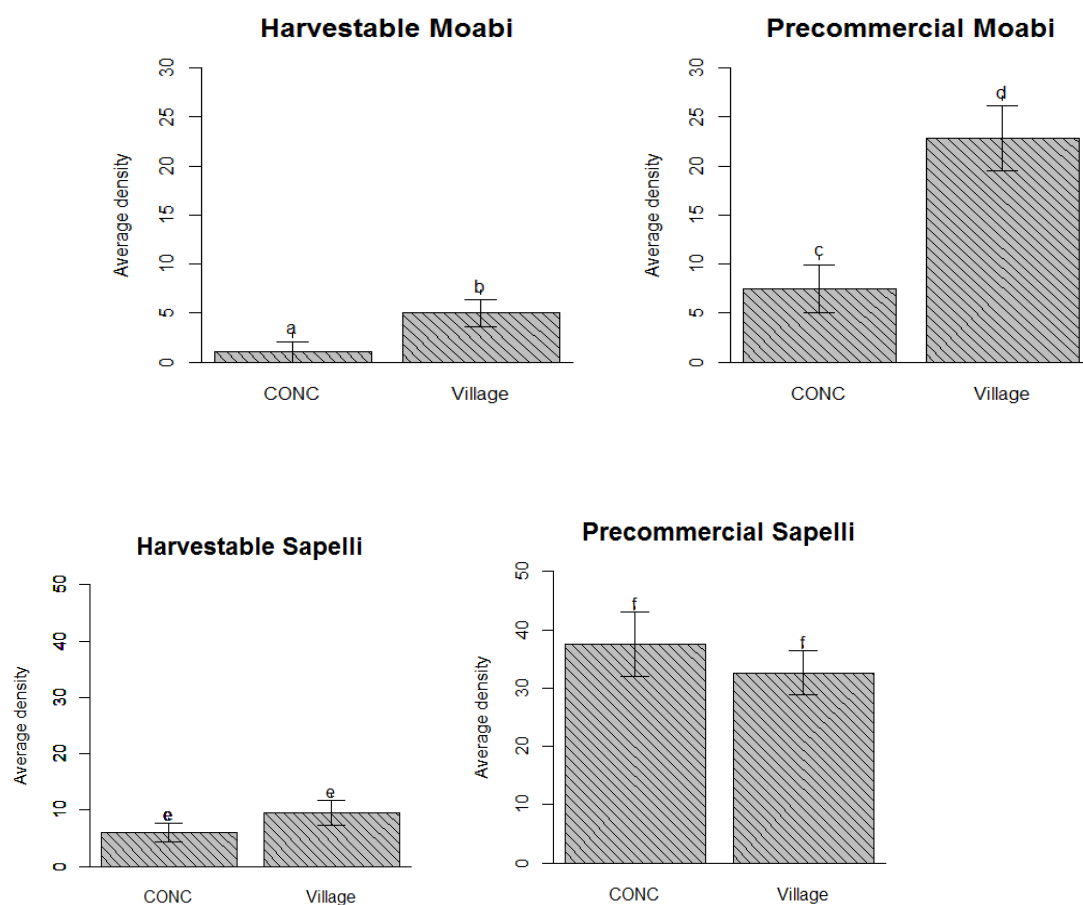 Harvestable Moabi
Average density
30
25
20
15
10
5
0
a
b
CONC Village
Precommercial Moabi
Average density
30
25
20
15
10
5
0
c
d
CONC Village
Harvestable Sapelli
Average density
50
40
30
20
10
0
e
e
CONC Village
Precommercial Sapelli
Average density
50
40
30
20
10
0
f
f
CONC Village